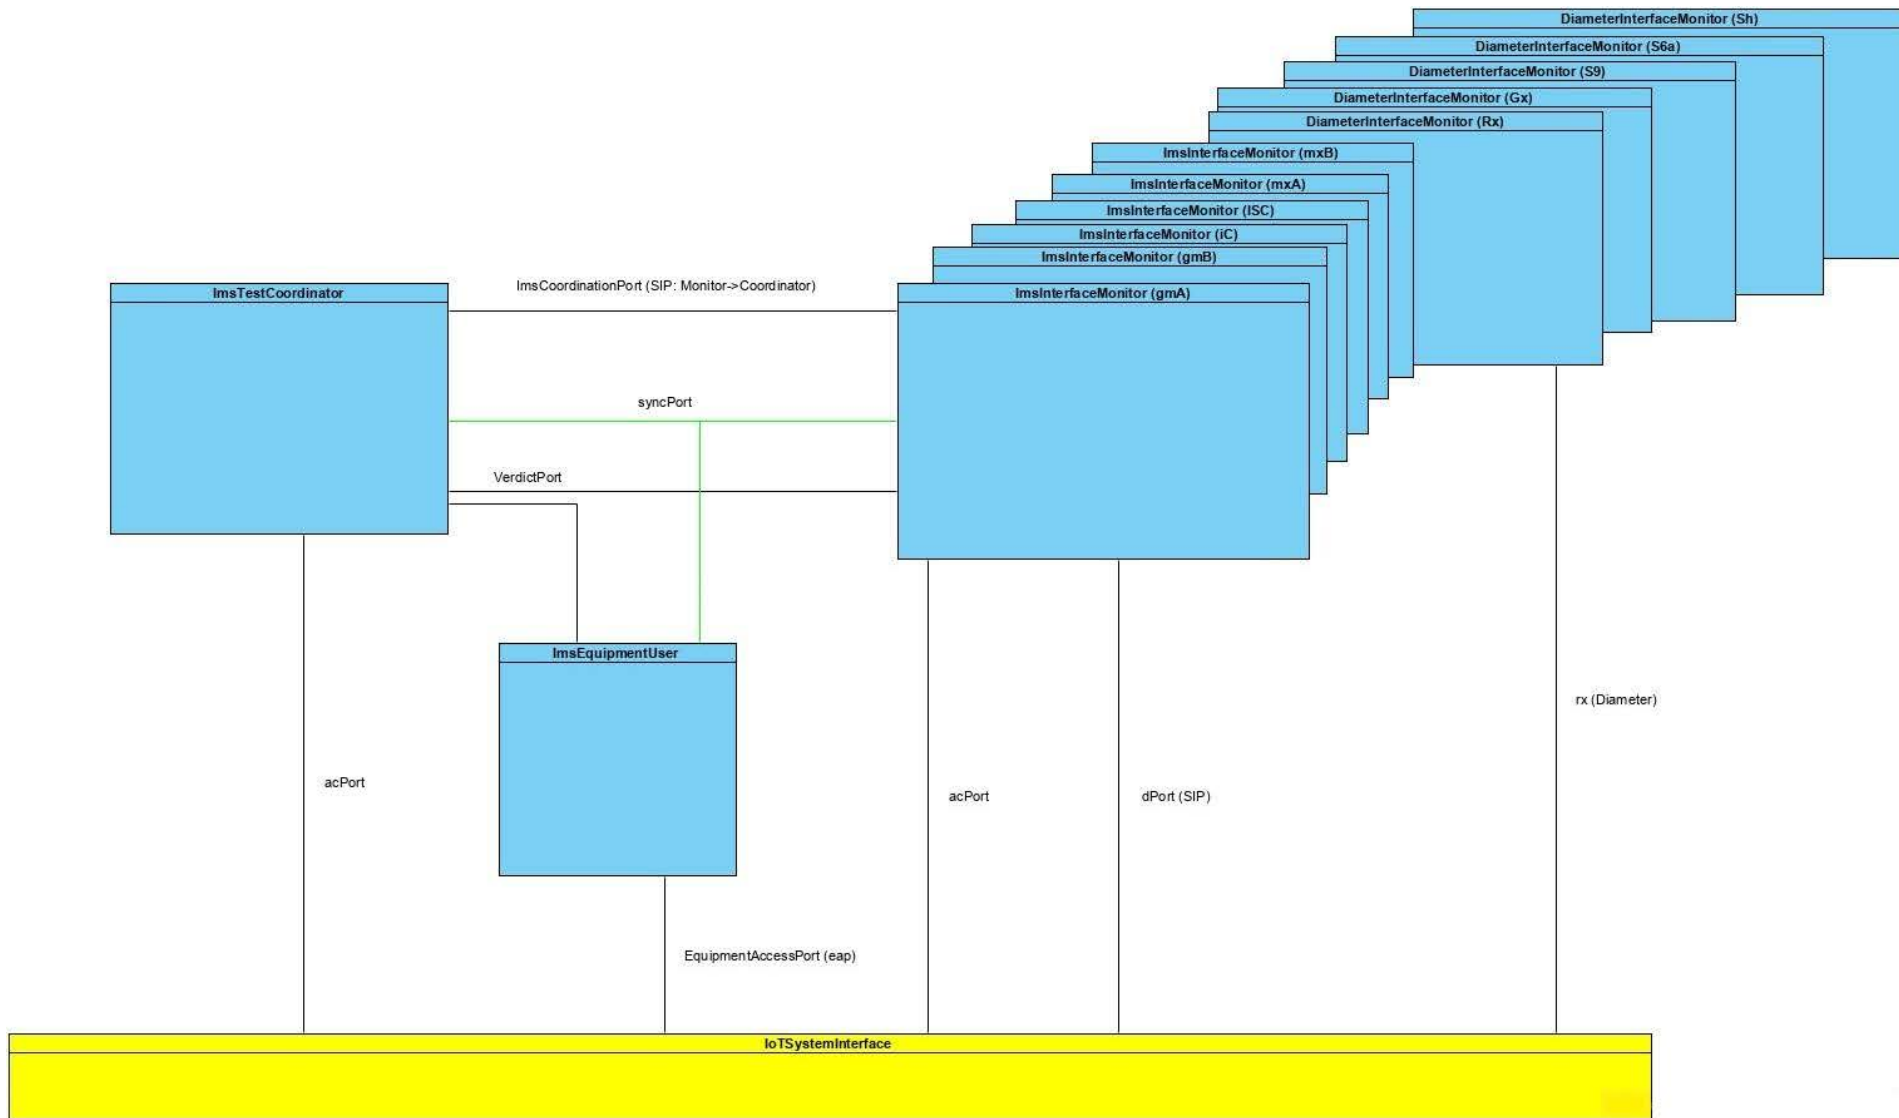 DiameterInterfaceMonitor (Sh)
DiameterInterfaceMonitor (S6a)
DiameterInterfaceMonitor (S9)
DiameterInterfaceMonitor (Gx)
DiameterInterfaceMonitor (Rx)
ImsInterfaceMonitor (mxB)
ImsInterfaceMonitor (mxA)
ImsInterfaceMonitor (ISC)
ImsInterfaceMonitor (iC)
ImsInterfaceMonitor (gmB)
ImsTestCoordinator
ImsCoordinationPort (SIP: Monitor->Coordinator)
ImsInterfaceMonitor (gmA)
syncPort
VerdictPort
ImsEquipmentUser
rx (Diameter)
acPort
acPort
dPort (SIP)
EquipmentAccessPort (eap)
IoTSystemInterface